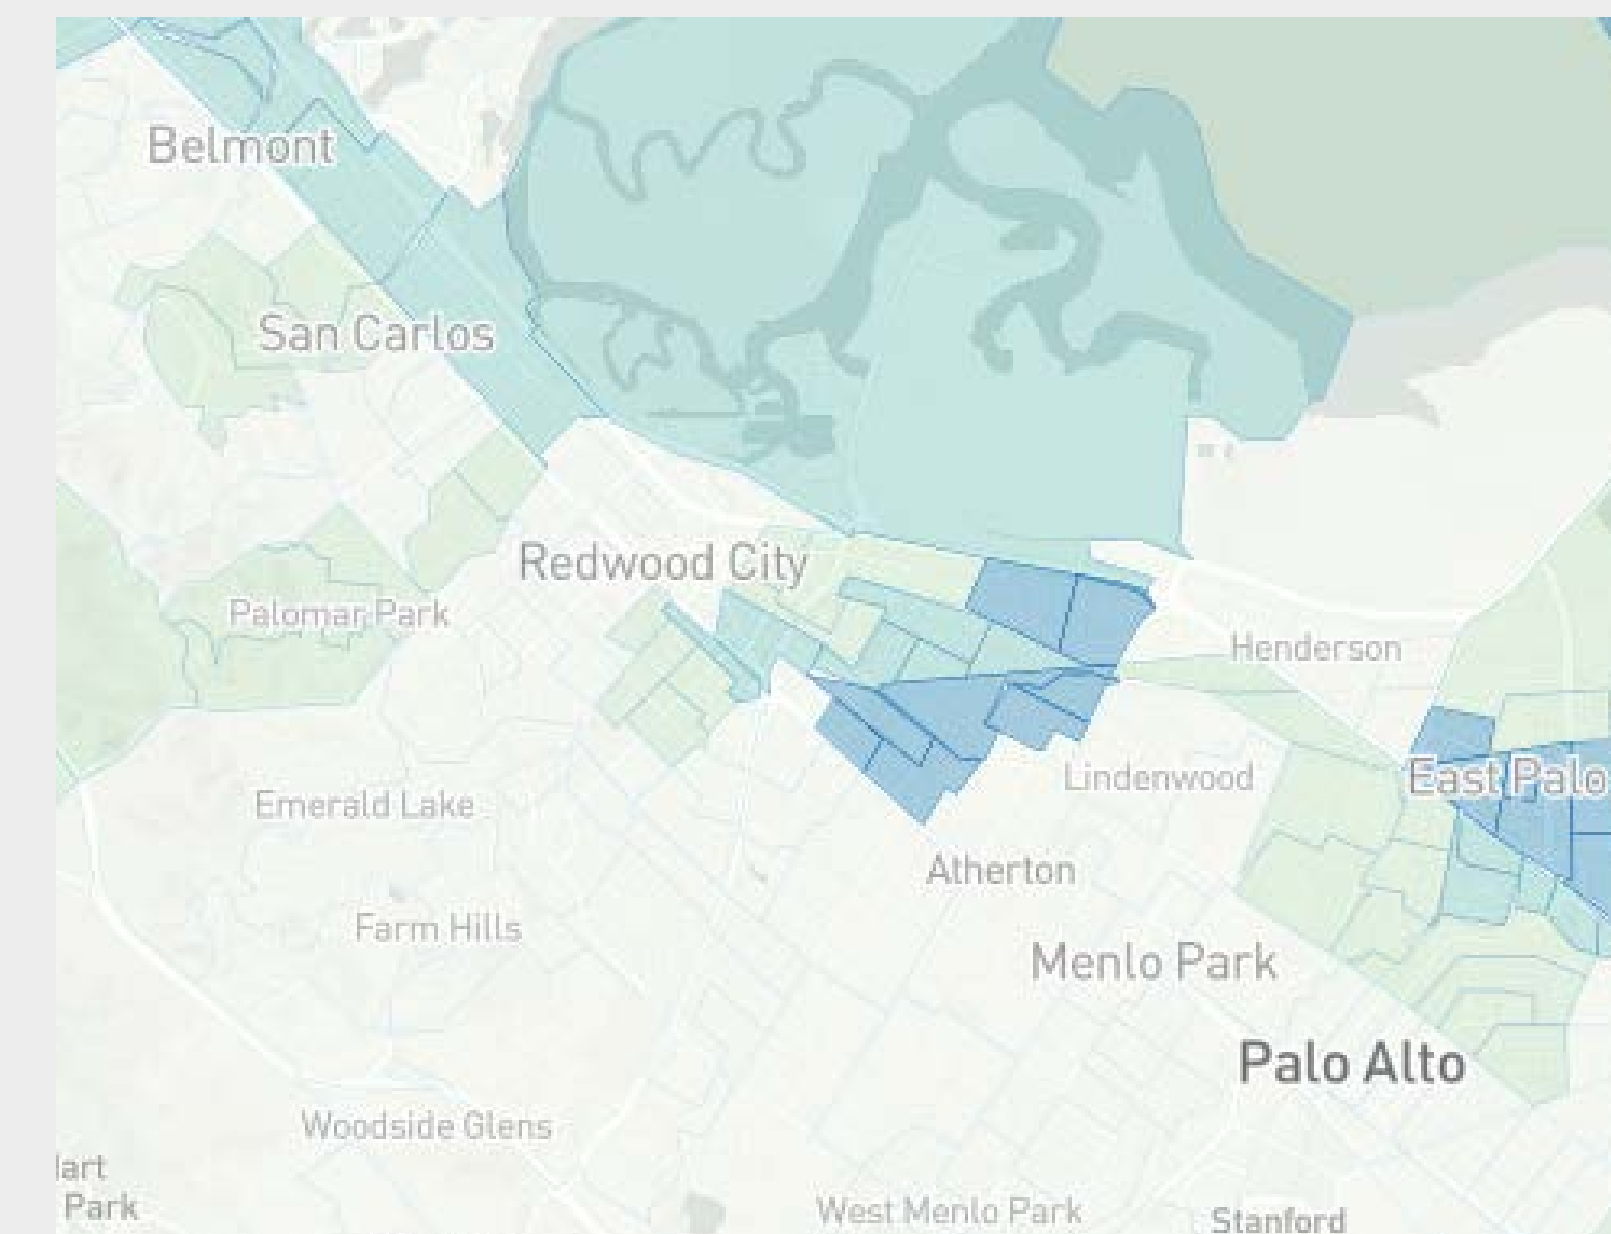 Belmont
San Carlos
Redwood City
Palomar Park
Henderson
East Palo
Lindenwood
Emerald Lake
Atherton
Farm Hills
Menlo Park
Palo Alto
Woodside Glens
Park
West Menlo Park
Stanford